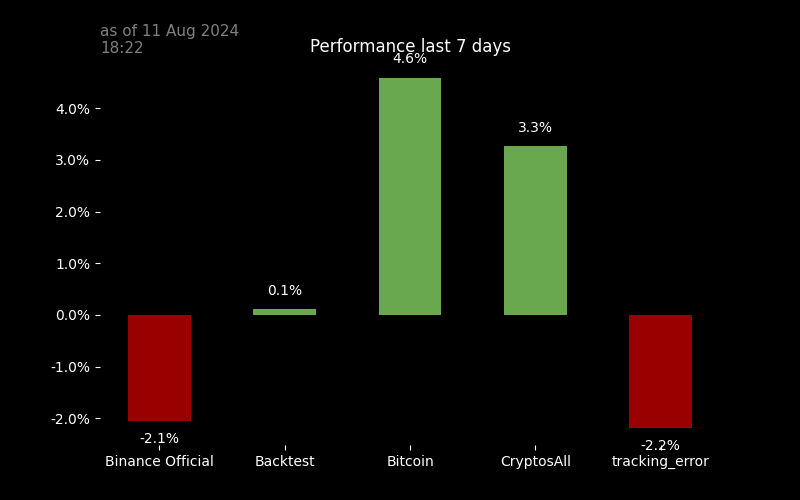 as of 11 Aug 2024
18:22
Performance last 7 days
4.6%
4.0%
3.3%
3.0%
2.0%
1.0%
0.1%
0.0%
-1.0%
-2.0%
-2.1%
-2.2%
Binance Official
Backtest
Bitcoin
CryptosAll
tracking_error